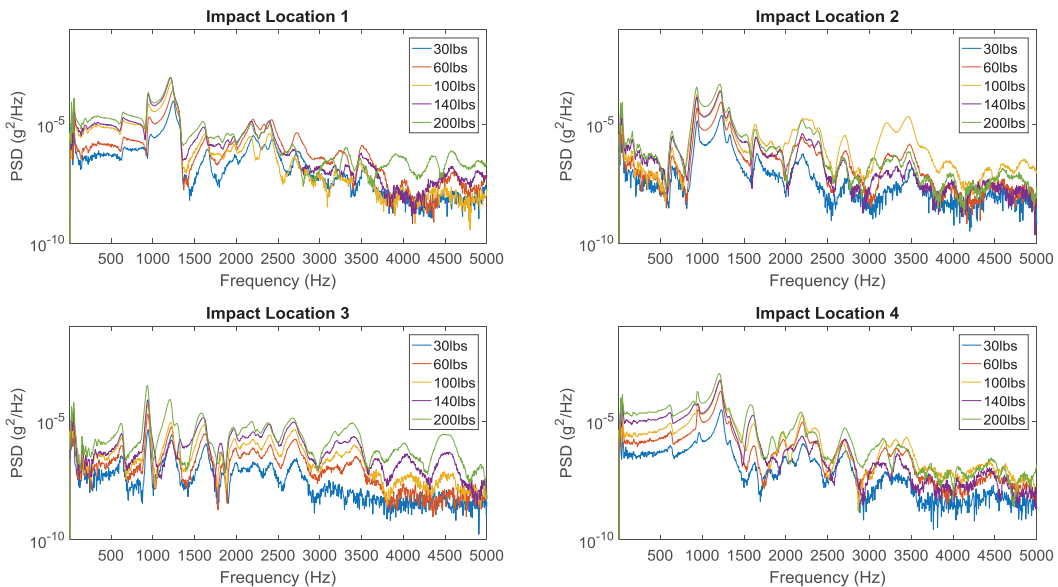 Impact Location 1
PSD (g²/Hz)
10⁻⁵
10⁻¹⁰
30lbs
60lbs
100lbs
140lbs
200lbs
500 1000 1500 2000 2500 3000 3500 4000 4500 5000
Frequency (Hz)
Impact Location 2
PSD (g²/Hz)
10⁻⁵
10⁻¹⁰
30lbs
60lbs
100lbs
140lbs
200lbs
500 1000 1500 2000 2500 3000 3500 4000 4500 5000
Frequency (Hz)
Impact Location 3
PSD (g²/Hz)
10⁻⁵
10⁻¹⁰
30lbs
60lbs
100lbs
140lbs
200lbs
500 1000 1500 2000 2500 3000 3500 4000 4500 5000
Frequency (Hz)
Impact Location 4
PSD (g²/Hz)
10⁻⁵
10⁻¹⁰
30lbs
60lbs
100lbs
140lbs
200lbs
500 1000 1500 2000 2500 3000 3500 4000 4500 5000
Frequency (Hz)